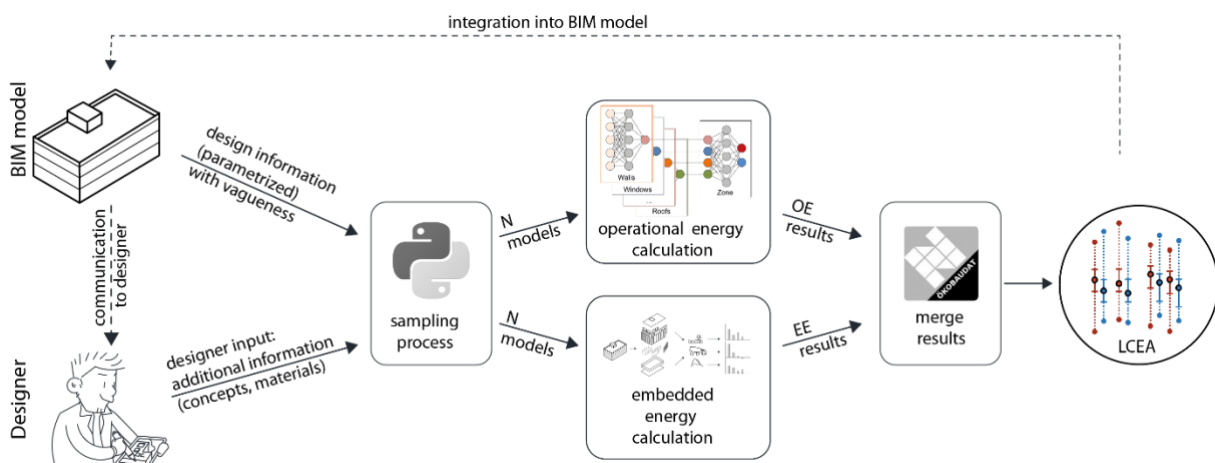 integration into BIM model
BIM model
design information
(parametrized)
with vagueness
communication
to designer
Designer
designer input:
additional information
(concepts, materials)
sampling
process
N
models
N
models
Walls
Windows
...
Roofs
Zone
operational energy
calculation
embedded
energy
calculation
OE
results
EE
results
ÖKOBAUDAT
merge
results
LCEA